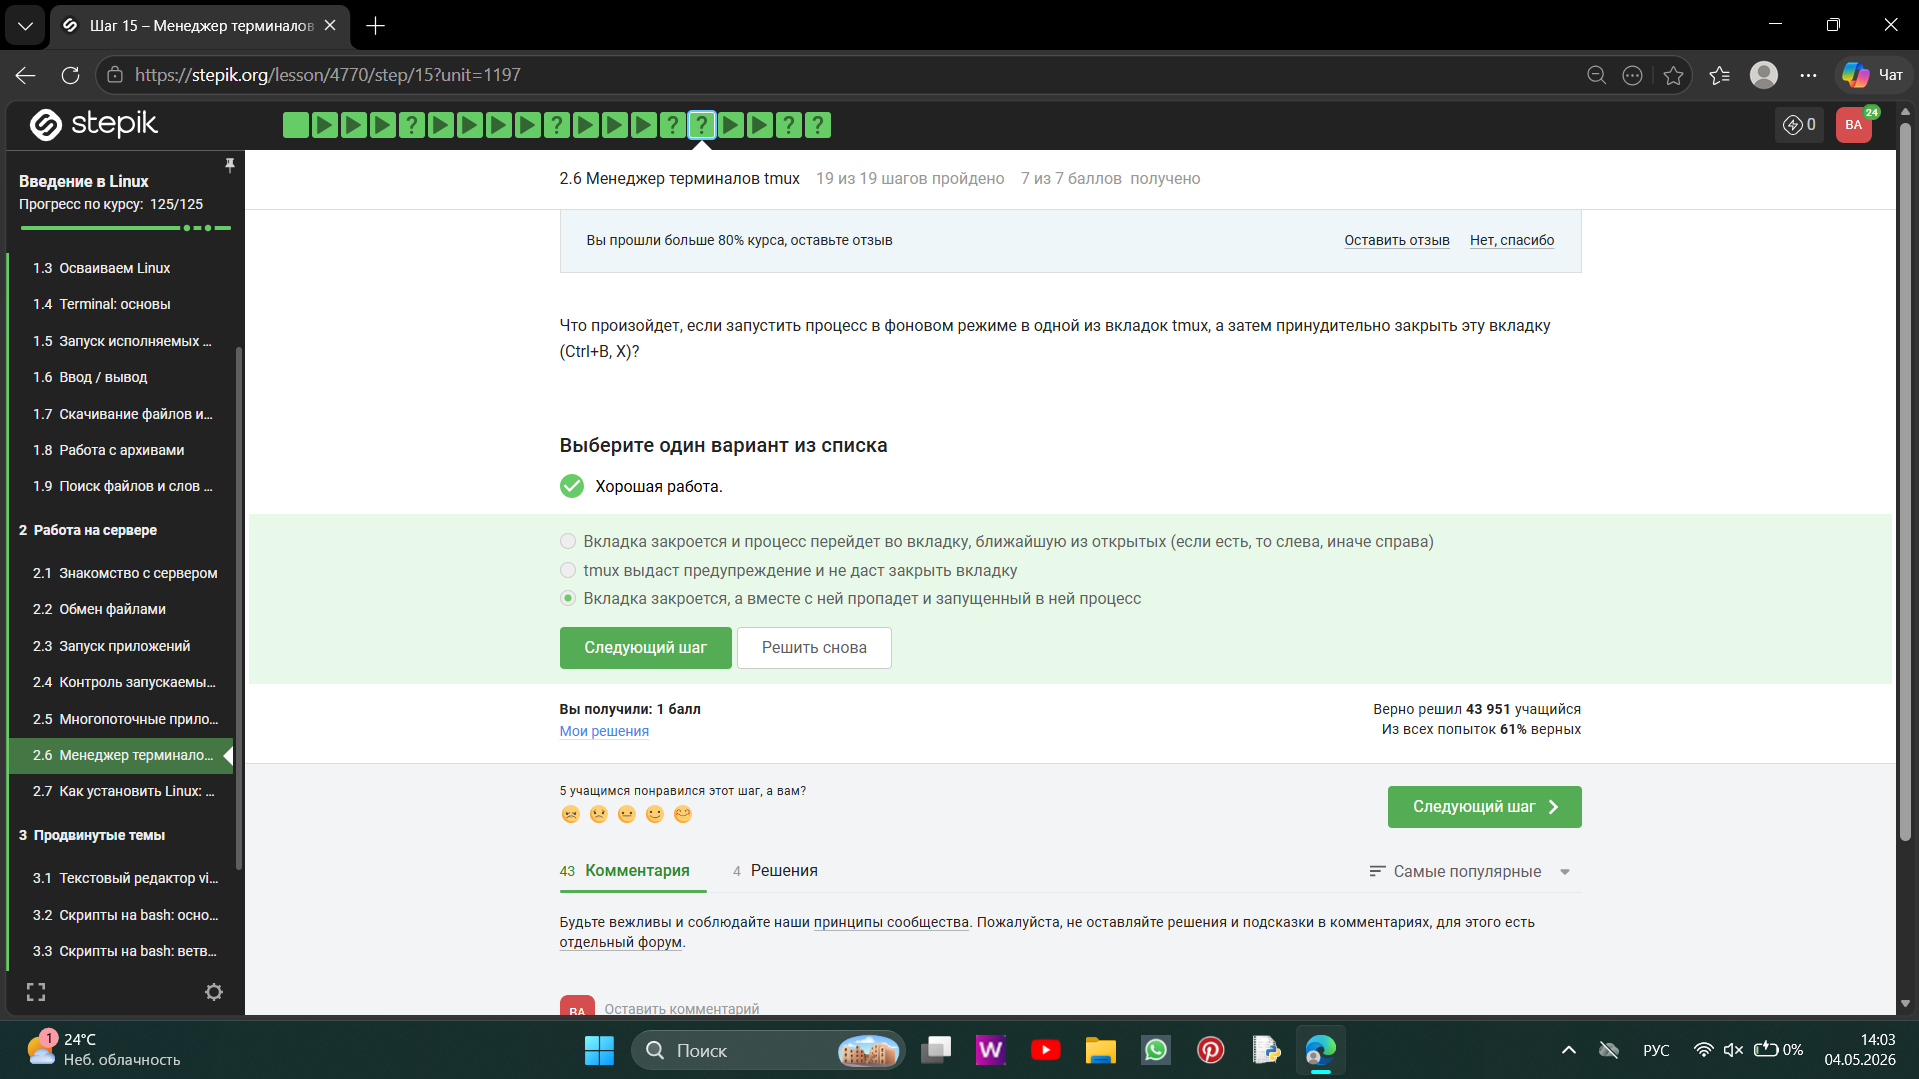 Шаг 15 – Менеджер терминалов
https://stepik.org/lesson/4770/step/15?unit=1197
Чат
stepik
? ? ? ? ? ?
0
ВА
24
Введение в Linux
Прогресс по курсу: 125/125
1.3 Осваиваем Linux
1.4 Terminal: основы
1.5 Запуск исполняемых ...
1.6 Ввод / вывод
1.7 Скачивание файлов и...
1.8 Работа с архивами
1.9 Поиск файлов и слов ...
2 Работа на сервере
2.1 Знакомство с сервером
2.2 Обмен файлами
2.3 Запуск приложений
2.4 Контроль запускаемы...
2.5 Многопоточные прило...
2.6 Менеджер терминало...
2.7 Как установить Linux: ...
3 Продвинутые темы
3.1 Текстовый редактор vi...
3.2 Скрипты на bash: осно...
3.3 Скрипты на bash: ветв...
2.6 Менеджер терминалов tmux 19 из 19 шагов пройдено 7 из 7 баллов получено
Вы прошли больше 80% курса, оставьте отзыв
Оставить отзыв Нет, спасибо
Что произойдет, если запустить процесс в фоновом режиме в одной из вкладок tmux, а затем принудительно закрыть эту вкладку
(Ctrl+B, X)?
Выберите один вариант из списка
Хорошая работа.
Вкладка закроется и процесс перейдет во вкладку, ближайшую из открытых (если есть, то слева, иначе справа)
tmux выдаст предупреждение и не даст закрыть вкладку
Вкладка закроется, а вместе с ней пропадет и запущенный в ней процесс
Следующий шаг
Решить снова
Вы получили: 1 балл
Мои решения
Верно решил 43 951 учащийся
Из всех попыток 61% верных
5 учащимся понравился этот шаг, а вам?
Следующий шаг
43 Комментария
4 Решения
Самые популярные
Будьте вежливы и соблюдайте наши принципы сообщества. Пожалуйста, не оставляйте решения и подсказки в комментариях, для этого есть
отдельный форум.
ВА
Оставить комментарий
1
24°C
Неб. облачность
Поиск
W
РУС
0%
14:03
04.05.2026